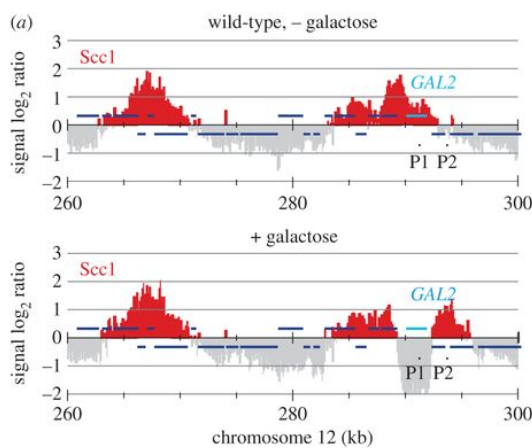 (a) wild-type, – galactose
3
Scc1
2
GAL2
1
0
–1
P1 P2
–2
signal log2 ratio
260 280 300
+ galactose
3
Scc1
2
GAL2
1
0
–1
P1 P2
–2
signal log2 ratio
260 280 300
chromosome 12 (kb)